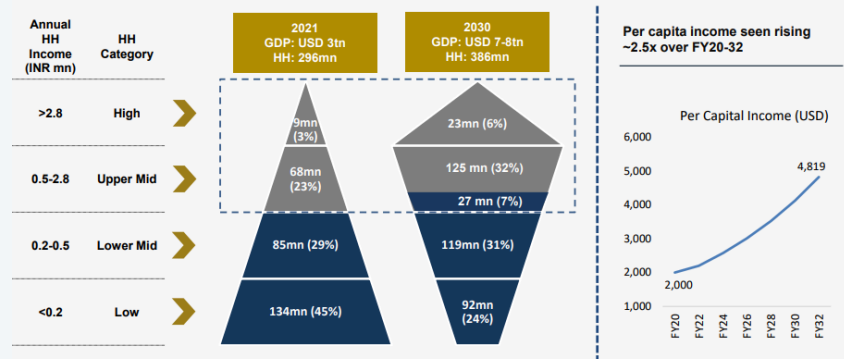 Annual
HH
Income
(INR mn)
HH
Category
2021
GDP: USD 3tn
HH: 296mn
2030
GDP: USD 7-8tn
HH: 386mn
>2.8
High
9mn
(3%)
23mn (6%)
0.5-2.8
Upper Mid
68mn
(23%)
125 mn (32%)
27 mn (7%)
0.2-0.5
Lower Mid
85mn (29%)
119mn (31%)
<0.2
Low
134mn (45%)
92mn
(24%)
Per capita income seen rising
~2.5x over FY20-32
Per Capital Income (USD)
6,000
5,000
4,000
3,000
2,000
1,000
4,819
2,000
FY20
FY22
FY24
FY26
FY28
FY30
FY32